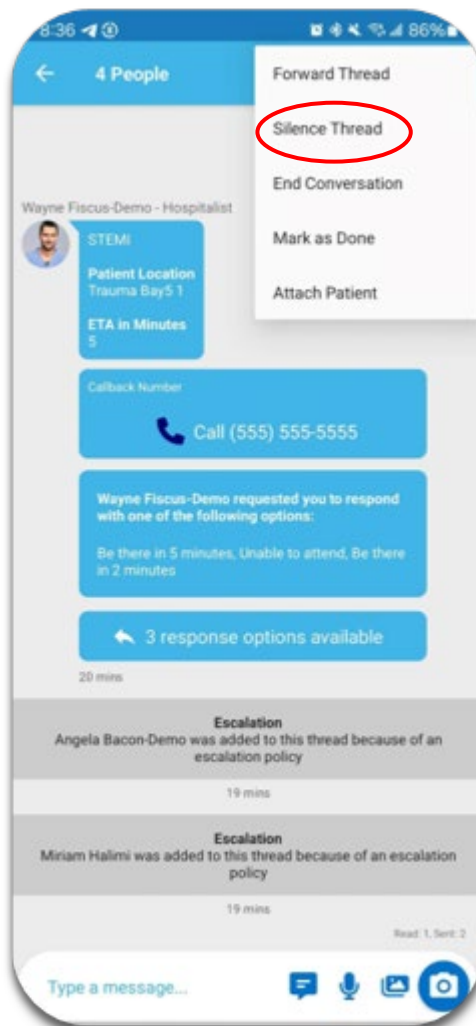 8:36
86%
4 People
Forward Thread
Silence Thread
End Conversation
Mark as Done
Attach Patient
Wayne Fiscus-Demo - Hospitalist
STEMI
Patient Location
Trauma Bay5 1
ETA in Minutes
5
Callback Number
Call (555) 555-5555
Wayne Fiscus-Demo requested you to respond
with one of the following options:
Be there in 5 minutes, Unable to attend, Be there
in 2 minutes
3 response options available
20 mins
Escalation
Angela Bacon-Demo was added to this thread because of an
escalation policy
19 mins
Escalation
Miriam Halimi was added to this thread because of an escalation
policy
19 mins
Read: 1, Sent: 2
Type a message...